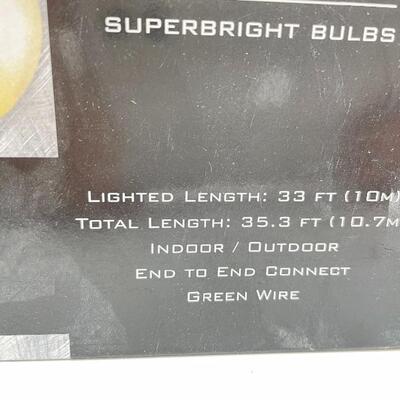 SUPERBRIGHT BULBS
LIGHTED LENGTH: 33 FT (10M)
TOTAL LENGTH: 35.3 FT (10.7M
INDOOR / OUTDOOR
END TO END CONNECT
GREEN WIRE